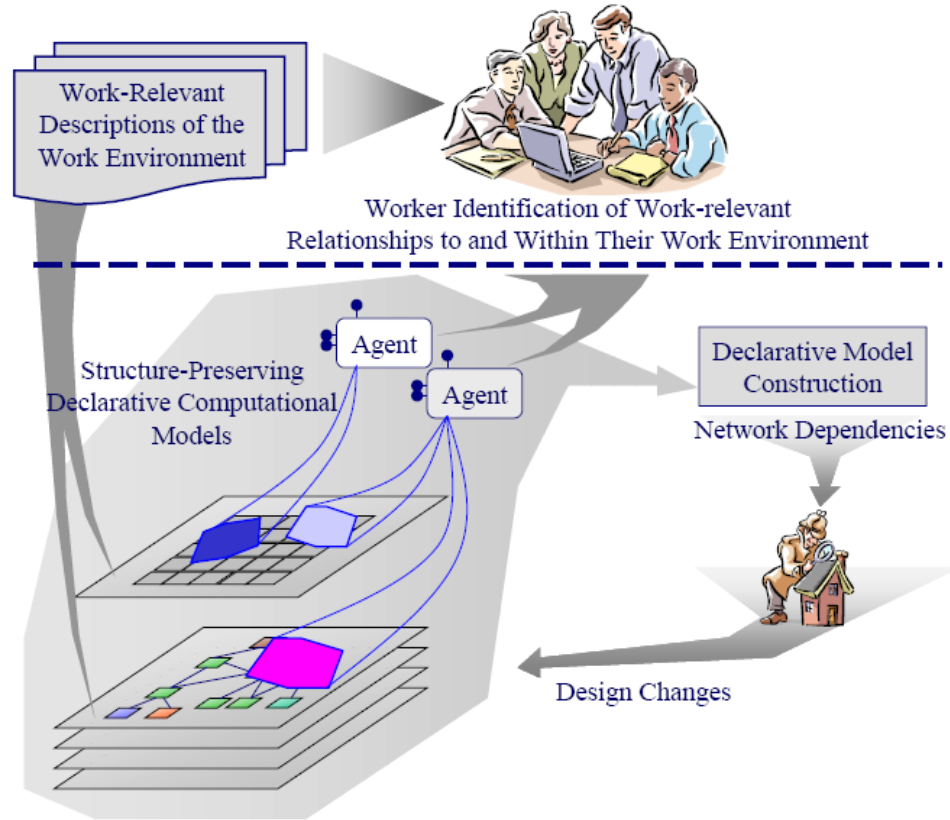 Work-Relevant
Descriptions of the
Work Environment
Worker Identification of Work-relevant
Relationships to and Within Their Work Environment
Agent
Agent
Structure-Preserving
Declarative Computational
Models
Declarative Model
Construction
Network Dependencies
Design Changes